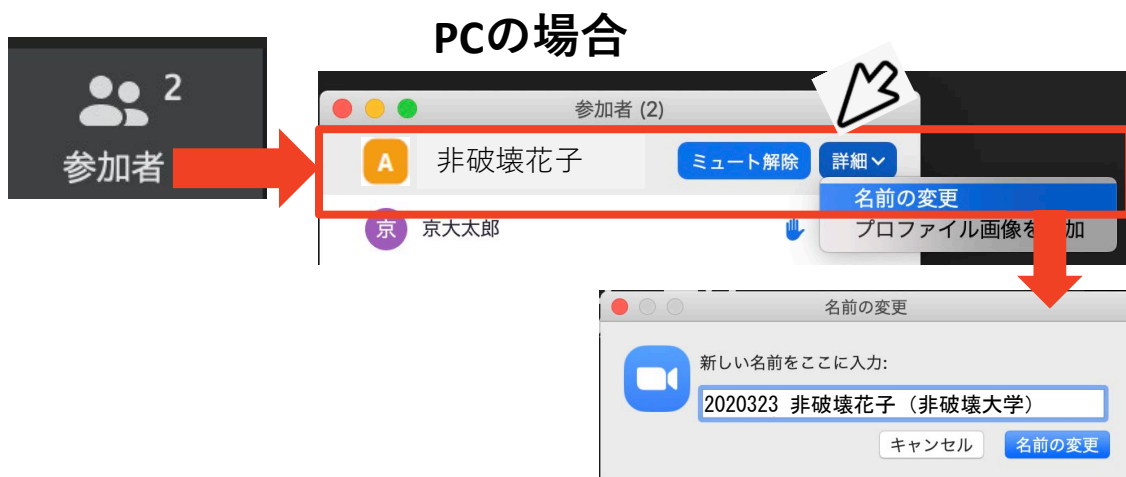 PCの場合
2
参加者
参加者 (2)
A
非破壊花子
ミュート解除
詳細
名前の変更
京
京大太郎
プロファイル画像を
加
名前の変更
新しい名前をここに入力:
2020323 非破壊花子（非破壊大学）
キャンセル
名前の変更